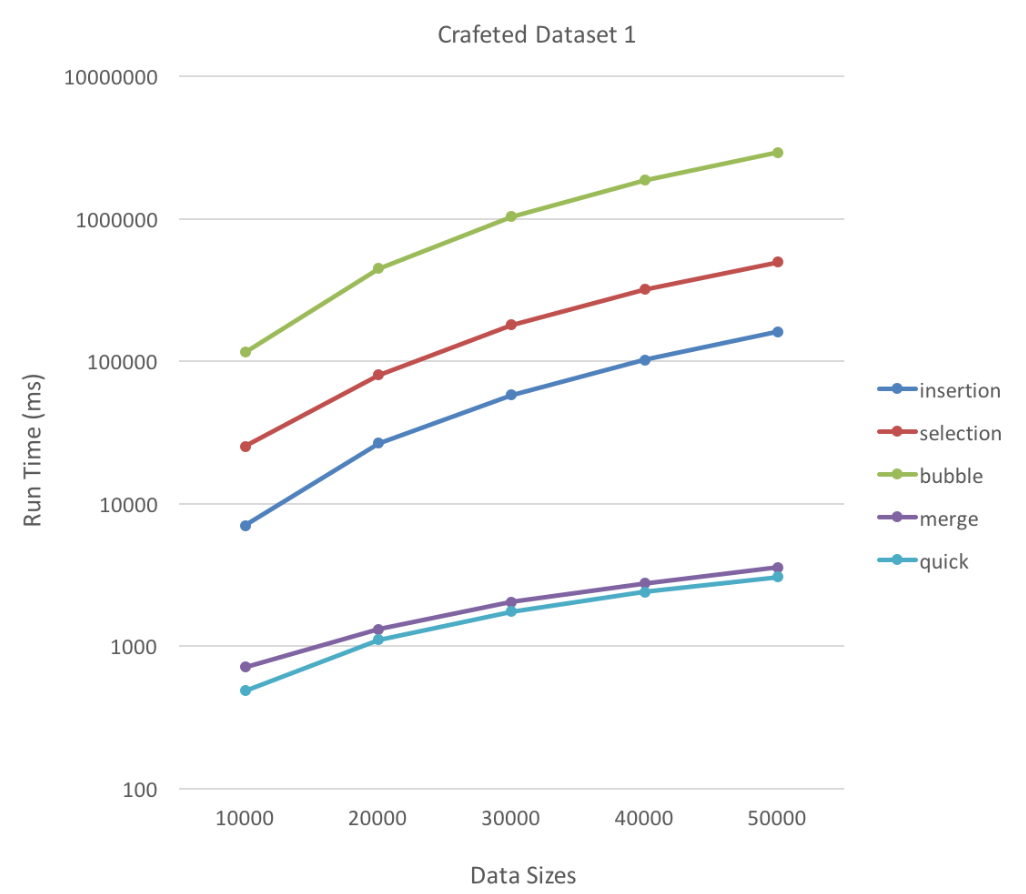 Crafeted Dataset 1
10000000
1000000
100000
10000
1000
100
Run Time (ms)
10000 20000 30000 40000 50000
Data Sizes
insertion
selection
bubble
merge
quick